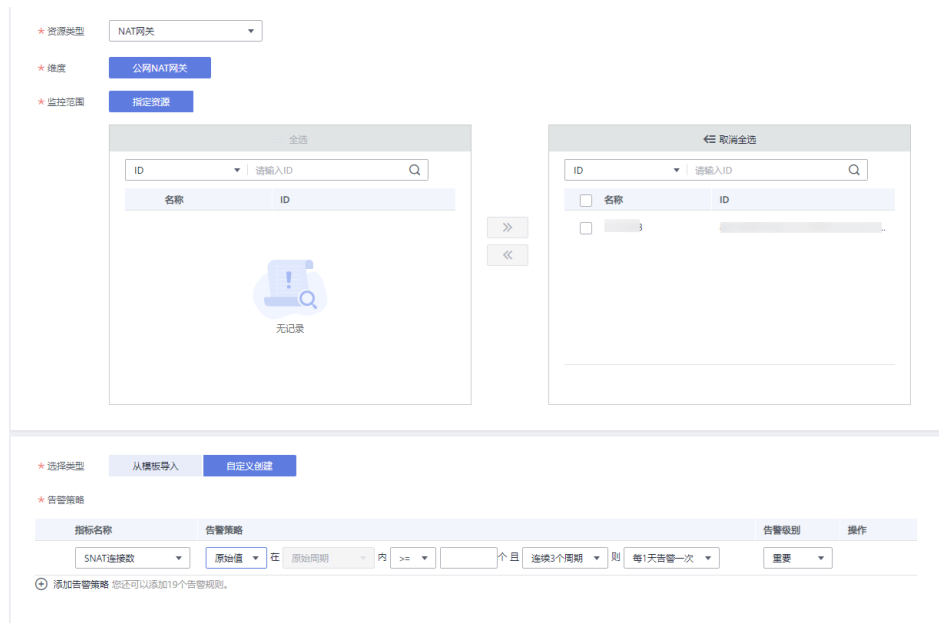 * 资源类型 NAT网关
* 维度 公网NAT网关
* 监控范围 指定资源
全选 取消全选
ID 请输入ID ID 请输入ID
名称 ID 名称 ID
无记录
* 选择类型 从模板导入 自定义创建
* 告警策略
指标名称 告警策略 告警级别 操作
SNAT连接数 原始值 在 原始周期 内 >= 个 且 连续3个周期 则 每1天告警一次 重要
添加告警策略 您还可以添加19个告警规则。